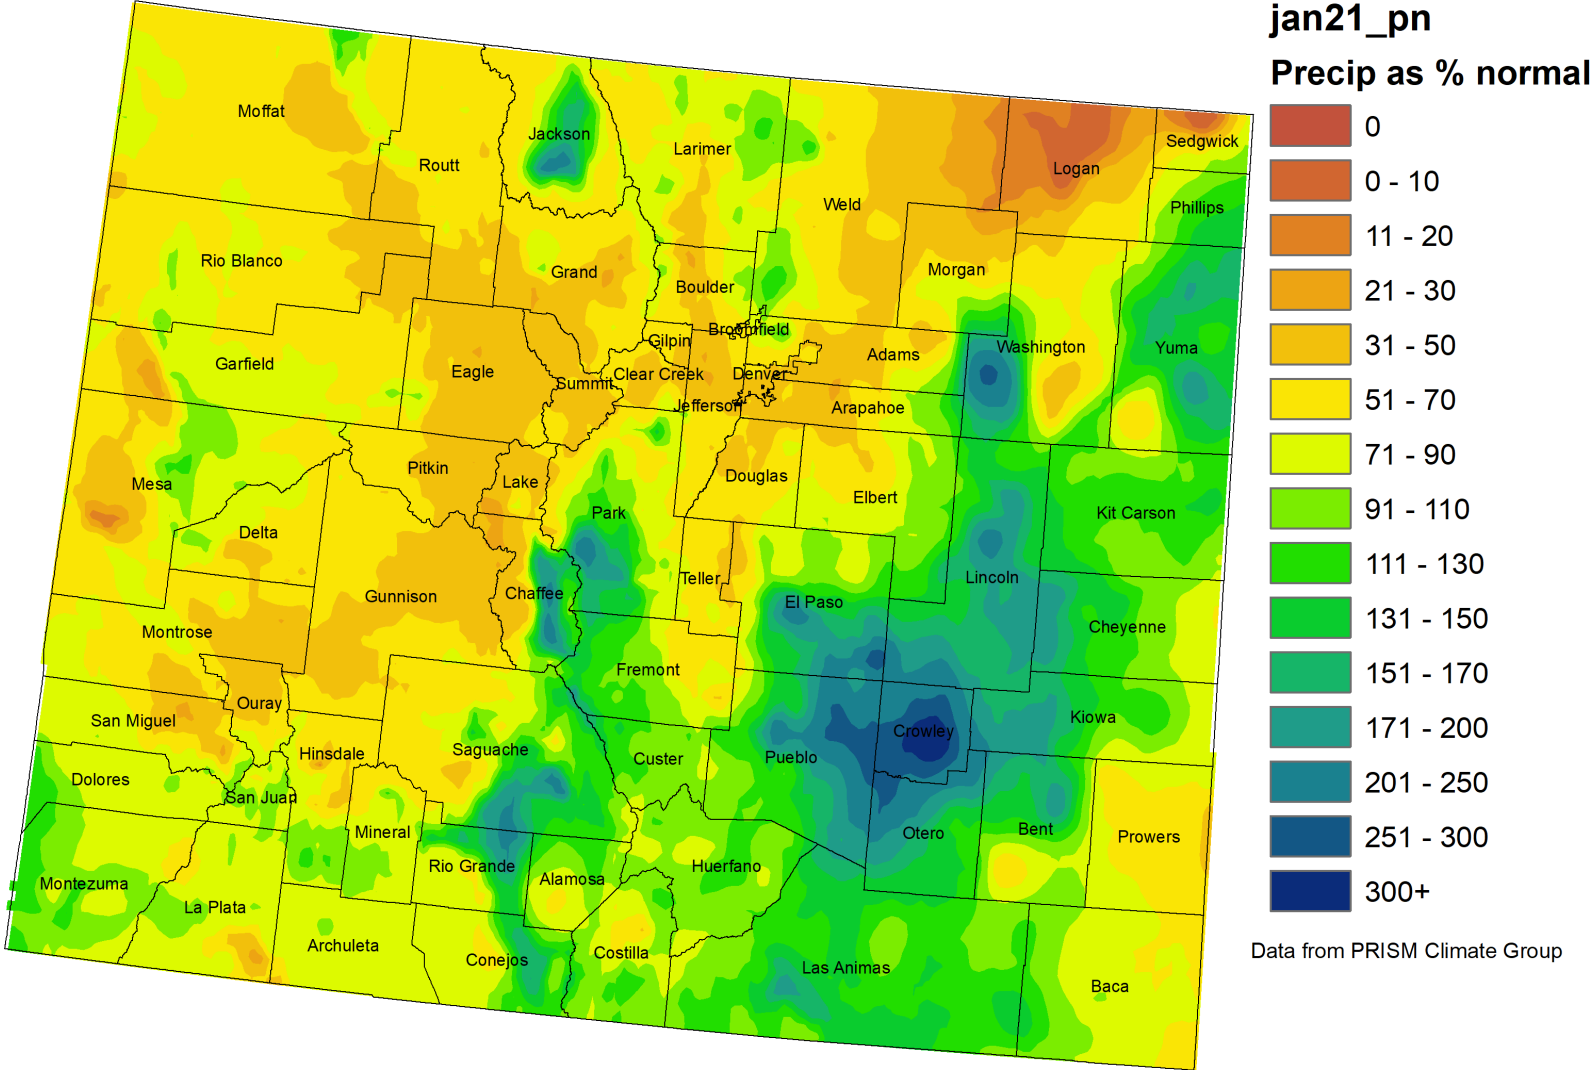 jan21_pn
Precip as % normal
0
0 - 10
11 - 20
21 - 30
31 - 50
51 - 70
71 - 90
91 - 110
111 - 130
131 - 150
151 - 170
171 - 200
201 - 250
251 - 300
300+
Data from PRISM Climate Group
Moffat
Routt
Jackson
Larimer
Weld
Logan
Sedgwick
Phillips
Rio Blanco
Grand
Boulder
Morgan
Broomfield
Gilpin
Garfield
Eagle
Summit
Clear Creek
Denver
Adams
Washington
Yuma
Jefferson
Arapahoe
Mesa
Pitkin
Lake
Douglas
Elbert
Park
Kit Carson
Delta
Gunnison
Chaffee
Teller
El Paso
Lincoln
Cheyenne
Montrose
Fremont
Ouray
San Miguel
Hinsdale
Saguache
Custer
Pueblo
Crowley
Kiowa
Dolores
San Juan
Mineral
Rio Grande
Alamosa
Huerfano
Otero
Bent
Prowers
Montezuma
La Plata
Archuleta
Conejos
Costilla
Las Animas
Baca